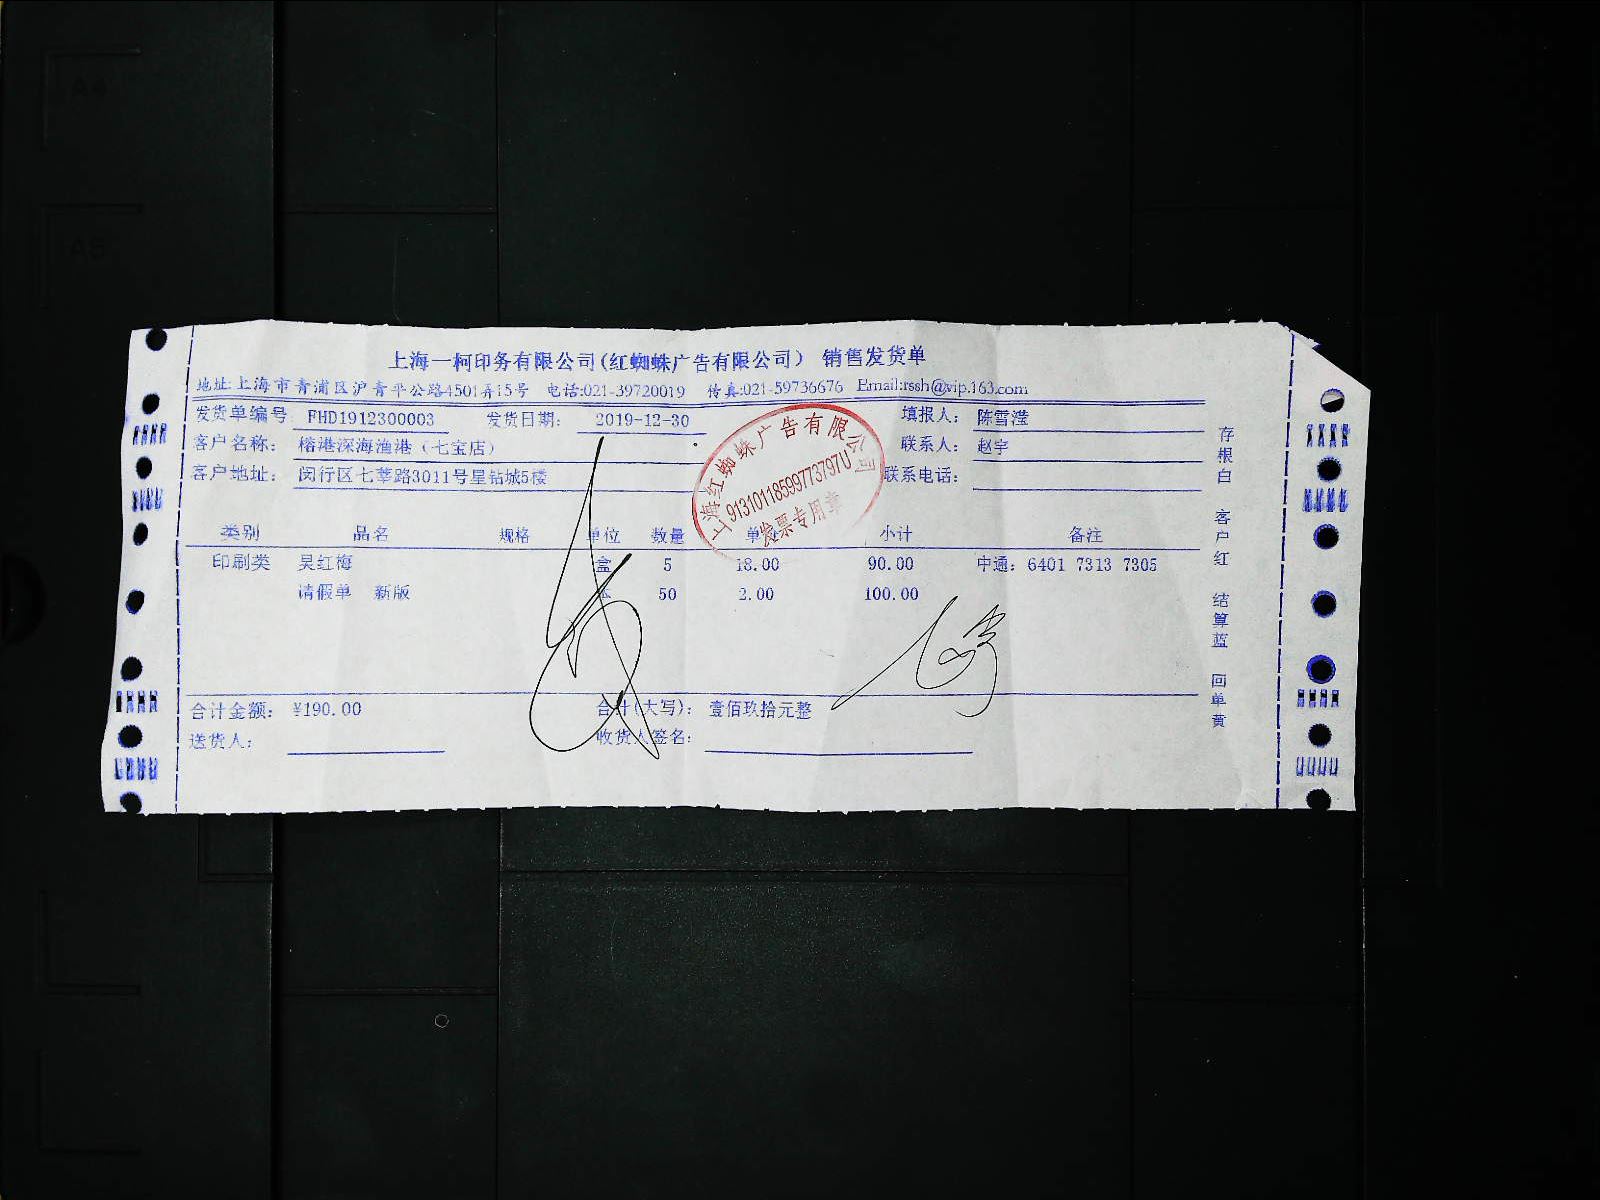 上海一柯印务有限公司(红蜘蛛广告有限公司) 销售发货单
地址:上海市青浦区沪青平公路4501弄15号 电话:021-39720019 传真:021-59736676 Email:rssh@vip.163.com
发货单编号 FHD1912300003 发货日期: 2019-12-30 填报人: 陈雪滢
客户名称: 榕港深海渔港(七宝店) 联系人: 赵宇
客户地址: 闵行区七莘路3011号星钻城5楼 联系电话:
上海红蜘蛛广告有限公司
91310118599773797U
发票专用章
类别 品名 规格 单位 数量 单价 小计 备注
印刷类 吴红梅 盒 5 18.00 90.00 中通: 6401 7313 7305
请假单 新版 本 50 2.00 100.00
合计金额: ¥190.00 合计(大写): 壹佰玖拾元整
送货人: 收货人签名:
存根白 客户红 结算蓝 回单黄
A4
A5